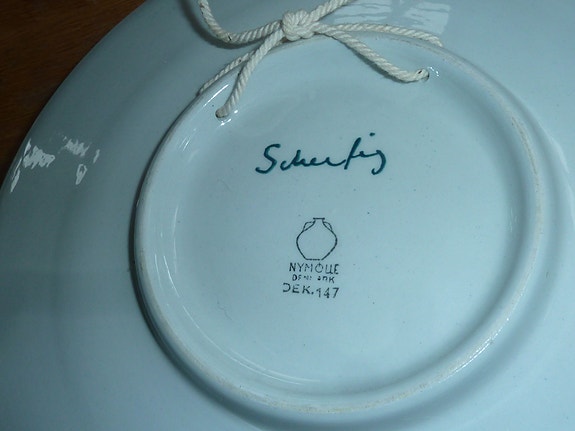 Scherfig
NYMØLLE
DENMARK
DEK. 147